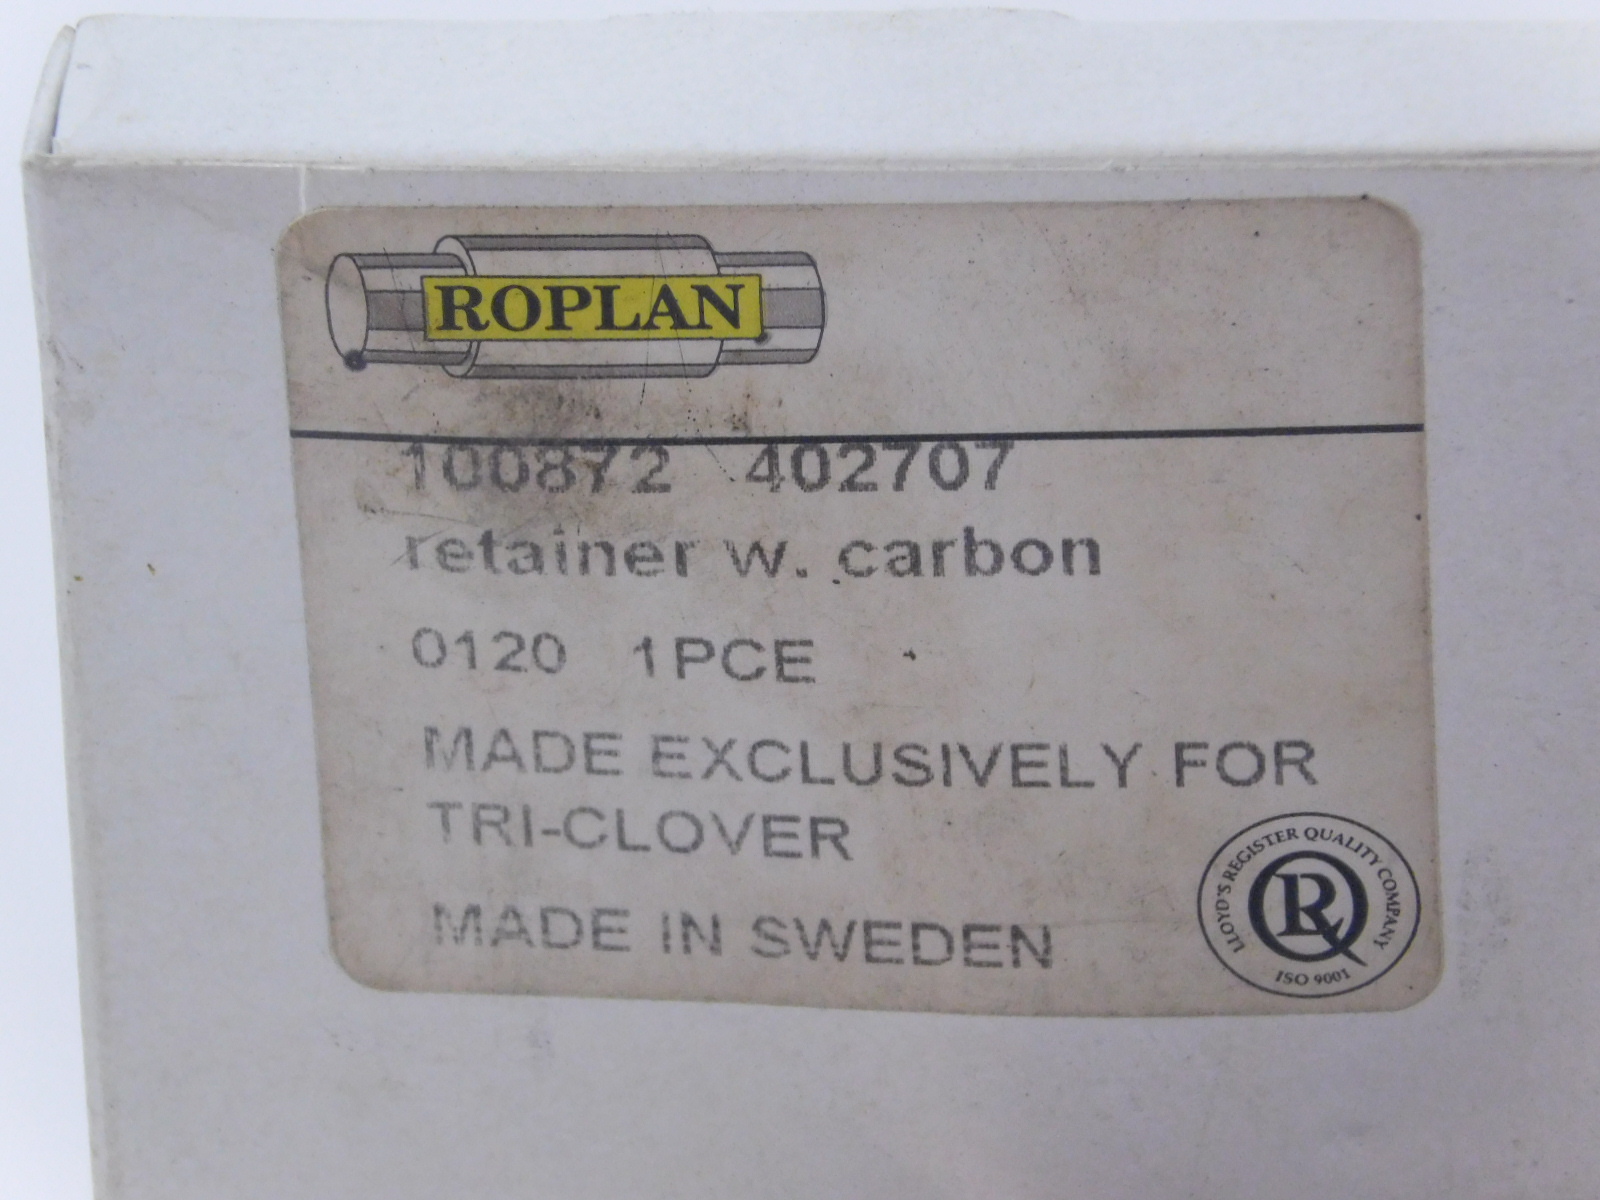 ROPLAN
100872 402707
retainer w. carbon
0120 1PCE
MADE EXCLUSIVELY FOR
TRI-CLOVER
MADE IN SWEDEN
LLOYD'S REGISTER QUALITY COMPANY
R
ISO 9001